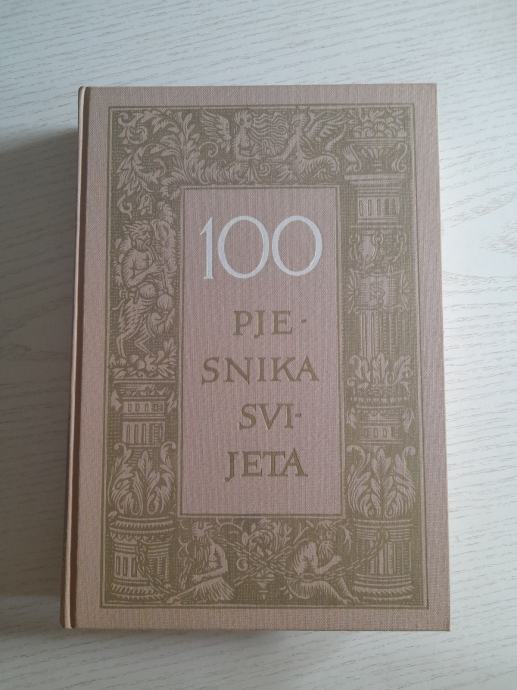 100
PJE-
SNIKA
SVI-
JETA